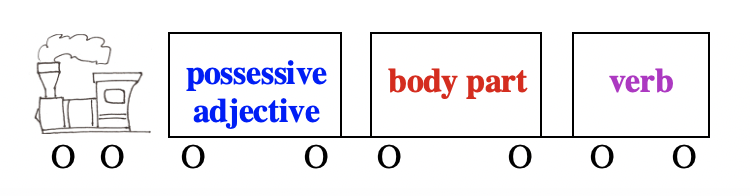 possessive
adjective
body part
verb
O O O O O O O O